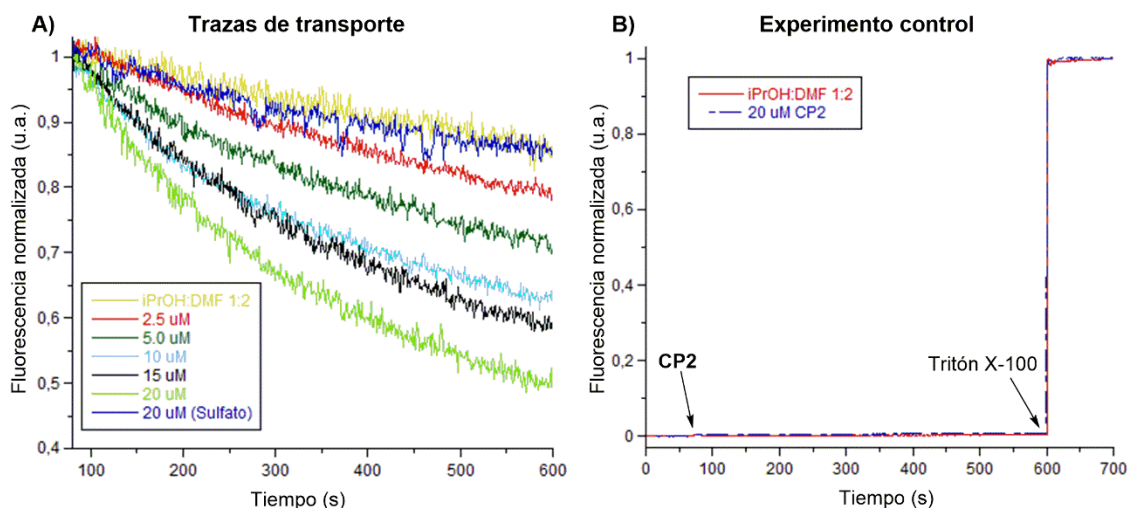 A)
Trazas de transporte
Fluorescencia normalizada (u.a.)
1
0,9
0,8
0,7
0,6
0,5
0,4
iPrOH:DMF 1:2
2.5 uM
5.0 uM
10 uM
15 uM
20 uM
20 uM (Sulfato)
100
200
300
400
500
600
Tiempo (s)
B)
Experimento control
Fluorescencia normalizada (u.a.)
1
0,8
0,6
0,4
0,2
0
iPrOH:DMF 1:2
20 uM CP2
CP2
Tritón X-100
0
100
200
300
400
500
600
700
Tiempo (s)